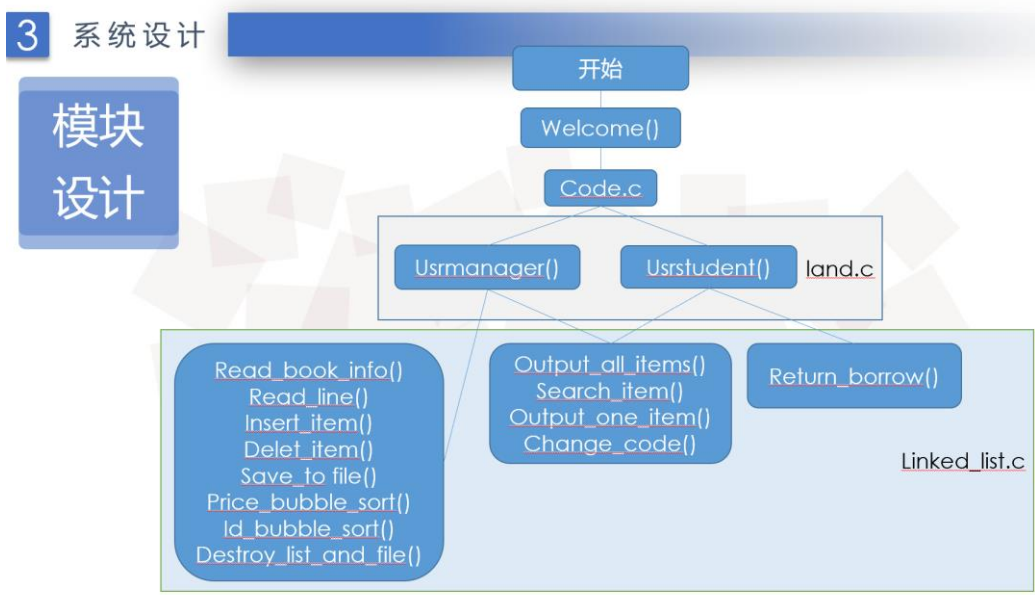 3 系统设计
模块
设计
开始
Welcome()
Code.c
Usrmanager()
Usrstudent()
land.c
Read_book_info()
Read_line()
Insert_item()
Delet_item()
Save_to file()
Price_bubble_sort()
Id_bubble_sort()
Destroy_list_and_file()
Output_all_items()
Search_item()
Output_one_item()
Change_code()
Return_borrow()
Linked_list.c